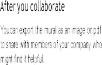 After you collaborate
You can export the mural as an image or pdf
to share with members of your company who
might find it helpful.